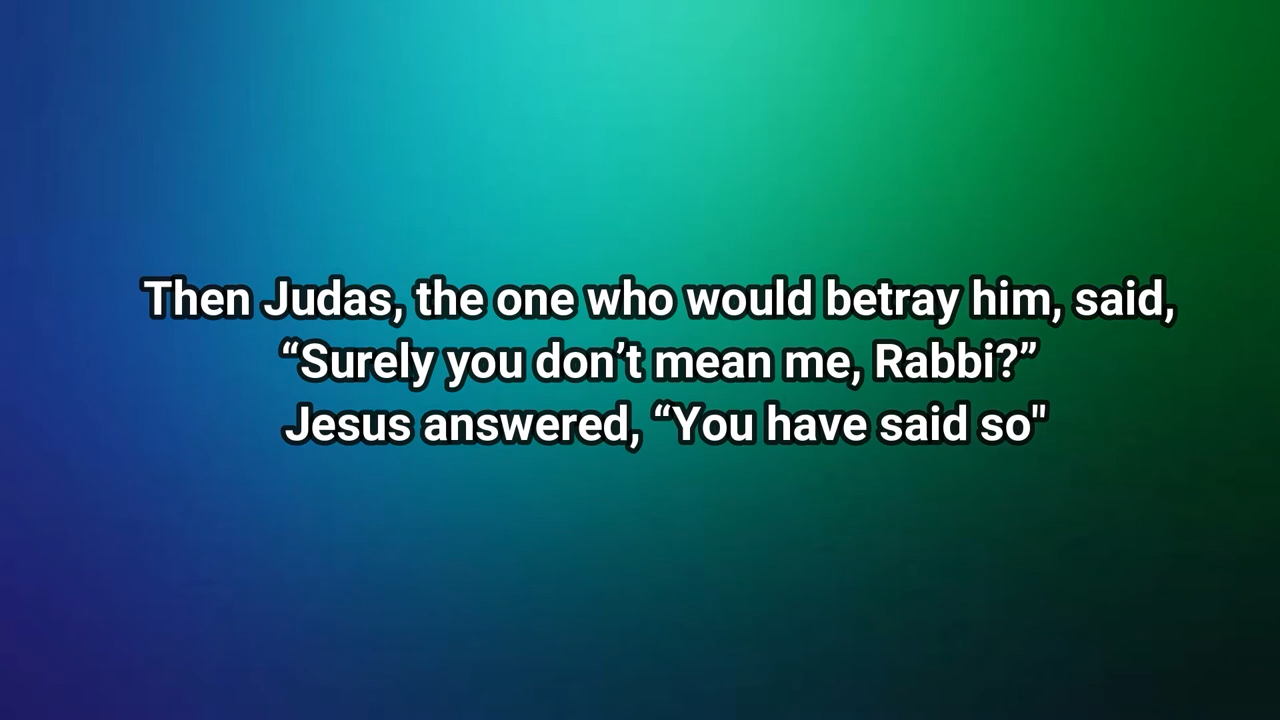 Then Judas, the one who would betray him, said,
“Surely you don’t mean me, Rabbi?”
Jesus answered, “You have said so"